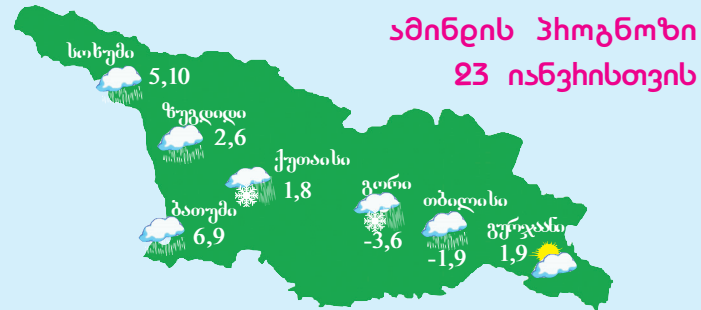 ამინდის პროგნოზი
23 იანვრისთვის
სოხუმი
5,10
ზუგდიდი
2,6
ქუთაისი
1,8
გორი
-3,6
თბილისი
-1,9
გურჯაანი
1,9
ბათუმი
6,9